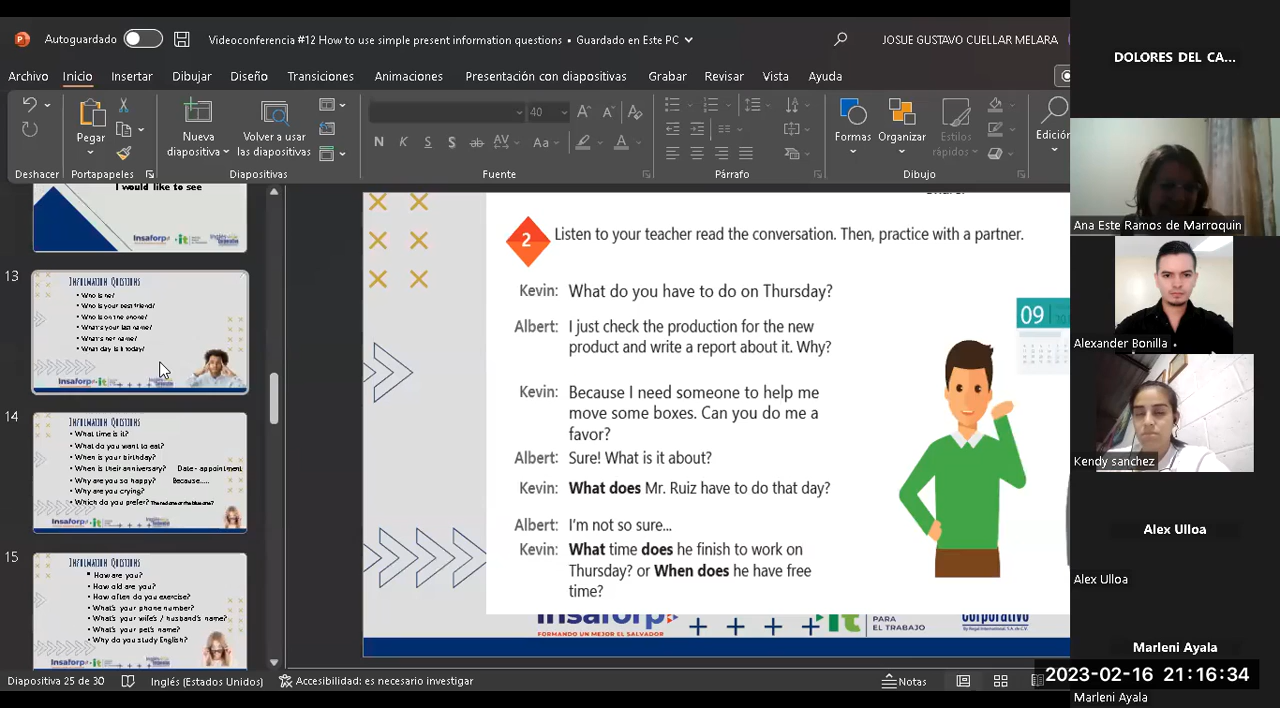 Autoguardado
Videoconferencia #12 How to use simple present information questions • Guardado en Este PC
JOSUE GUSTAVO CUELLAR MELARA
Archivo Inicio Insertar Dibujar Diseño Transiciones Animaciones Presentación con diapositivas Grabar Revisar Vista Ayuda
Pegar
Nueva diapositiva
Volver a usar las diapositivas
40
N K S S ab AV Aa A
Formas Organizar Estilos rápidos Edición
Deshacer Portapapeles Diapositivas Fuente Párrafo Dibujo
I would like to see
Insaforp
13
Information Questions
• Who is he?
• Who is your best friend?
• Who is on the phone?
• What's your last name?
• What's her name?
• What day is it today?
Insaforp
14
Information Questions
• What time is it?
• What do you want to eat?
• When is your birthday?
• When is their anniversary? Date - appointment
• Why are you so happy? Because.....
• Why are you crying?
• Which do you prefer?
Insaforp
15
Information Questions
• How are you?
• How old are you?
• How often do you exercise?
• What's your phone number?
• What's your wife's / husband's name?
• What's your pet's name?
• Why do you study English?
Insaforp
2
Listen to your teacher read the conversation. Then, practice with a partner.
Kevin: What do you have to do on Thursday?
Albert: I just check the production for the new
product and write a report about it. Why?
Kevin: Because I need someone to help me
move some boxes. Can you do me a
favor?
Albert: Sure! What is it about?
Kevin: What does Mr. Ruiz have to do that day?
Albert: I'm not so sure...
Kevin: What time does he finish to work on
Thursday? or When does he have free
time?
09
Insaforp
FORMANDO UN MEJOR EL SALVADOR
it PARA
EL TRABAJO
Corporativo
Diapositiva 25 de 30
Inglés (Estados Unidos)
Accesibilidad: es necesario investigar
Notas
DOLORES DEL CA...
Ana Este Ramos de Marroquin
Alexander Bonilla
Kendy sanchez
Alex Ulloa
Alex Ulloa
Marleni Ayala
2023-02-16 21:16:34
Marleni Ayala